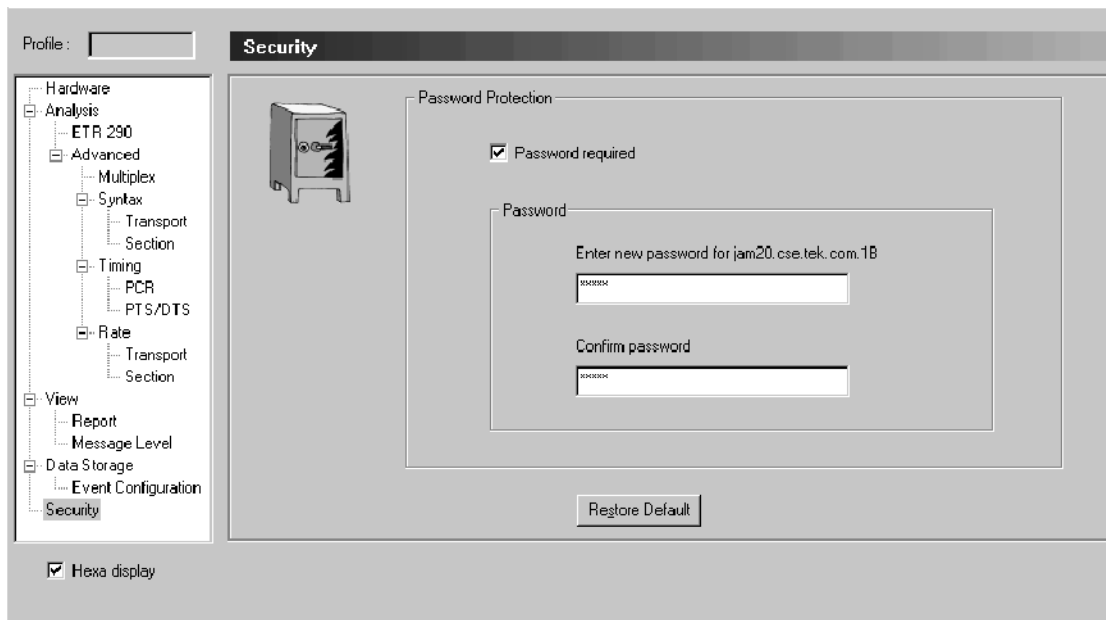 Profile :
Security
Hardware
Analysis
ETR 290
Advanced
Multiplex
Syntax
Transport
Section
Timing
PCR
PTS/DTS
Rate
Transport
Section
View
Report
Message Level
Data Storage
Event Configuration
Security
Hexa display
Password Protection
Password required
Password
Enter new password for jam20.cse.tek.com.1B
*****
Confirm password
*****
Restore Default